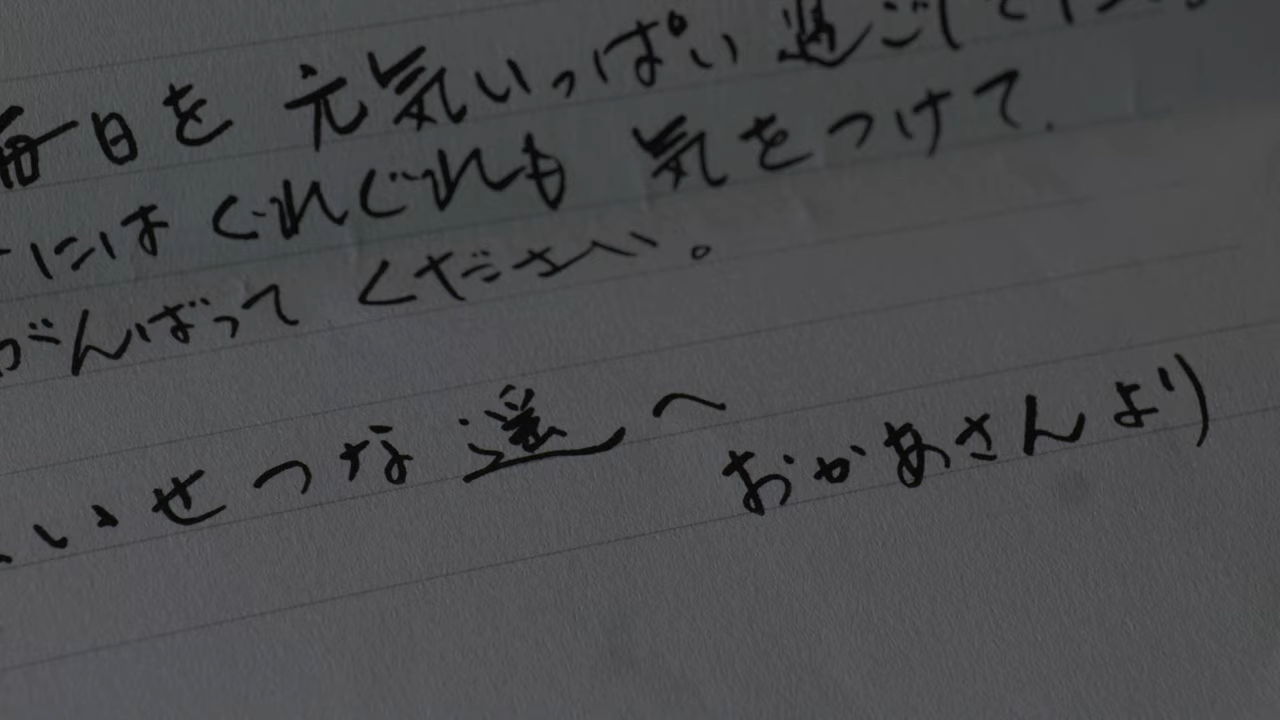 毎日を元気いっぱい過ごして
にはくれぐれも気をつけて
がんばってください。
いせつな遥へ
おかあさんより